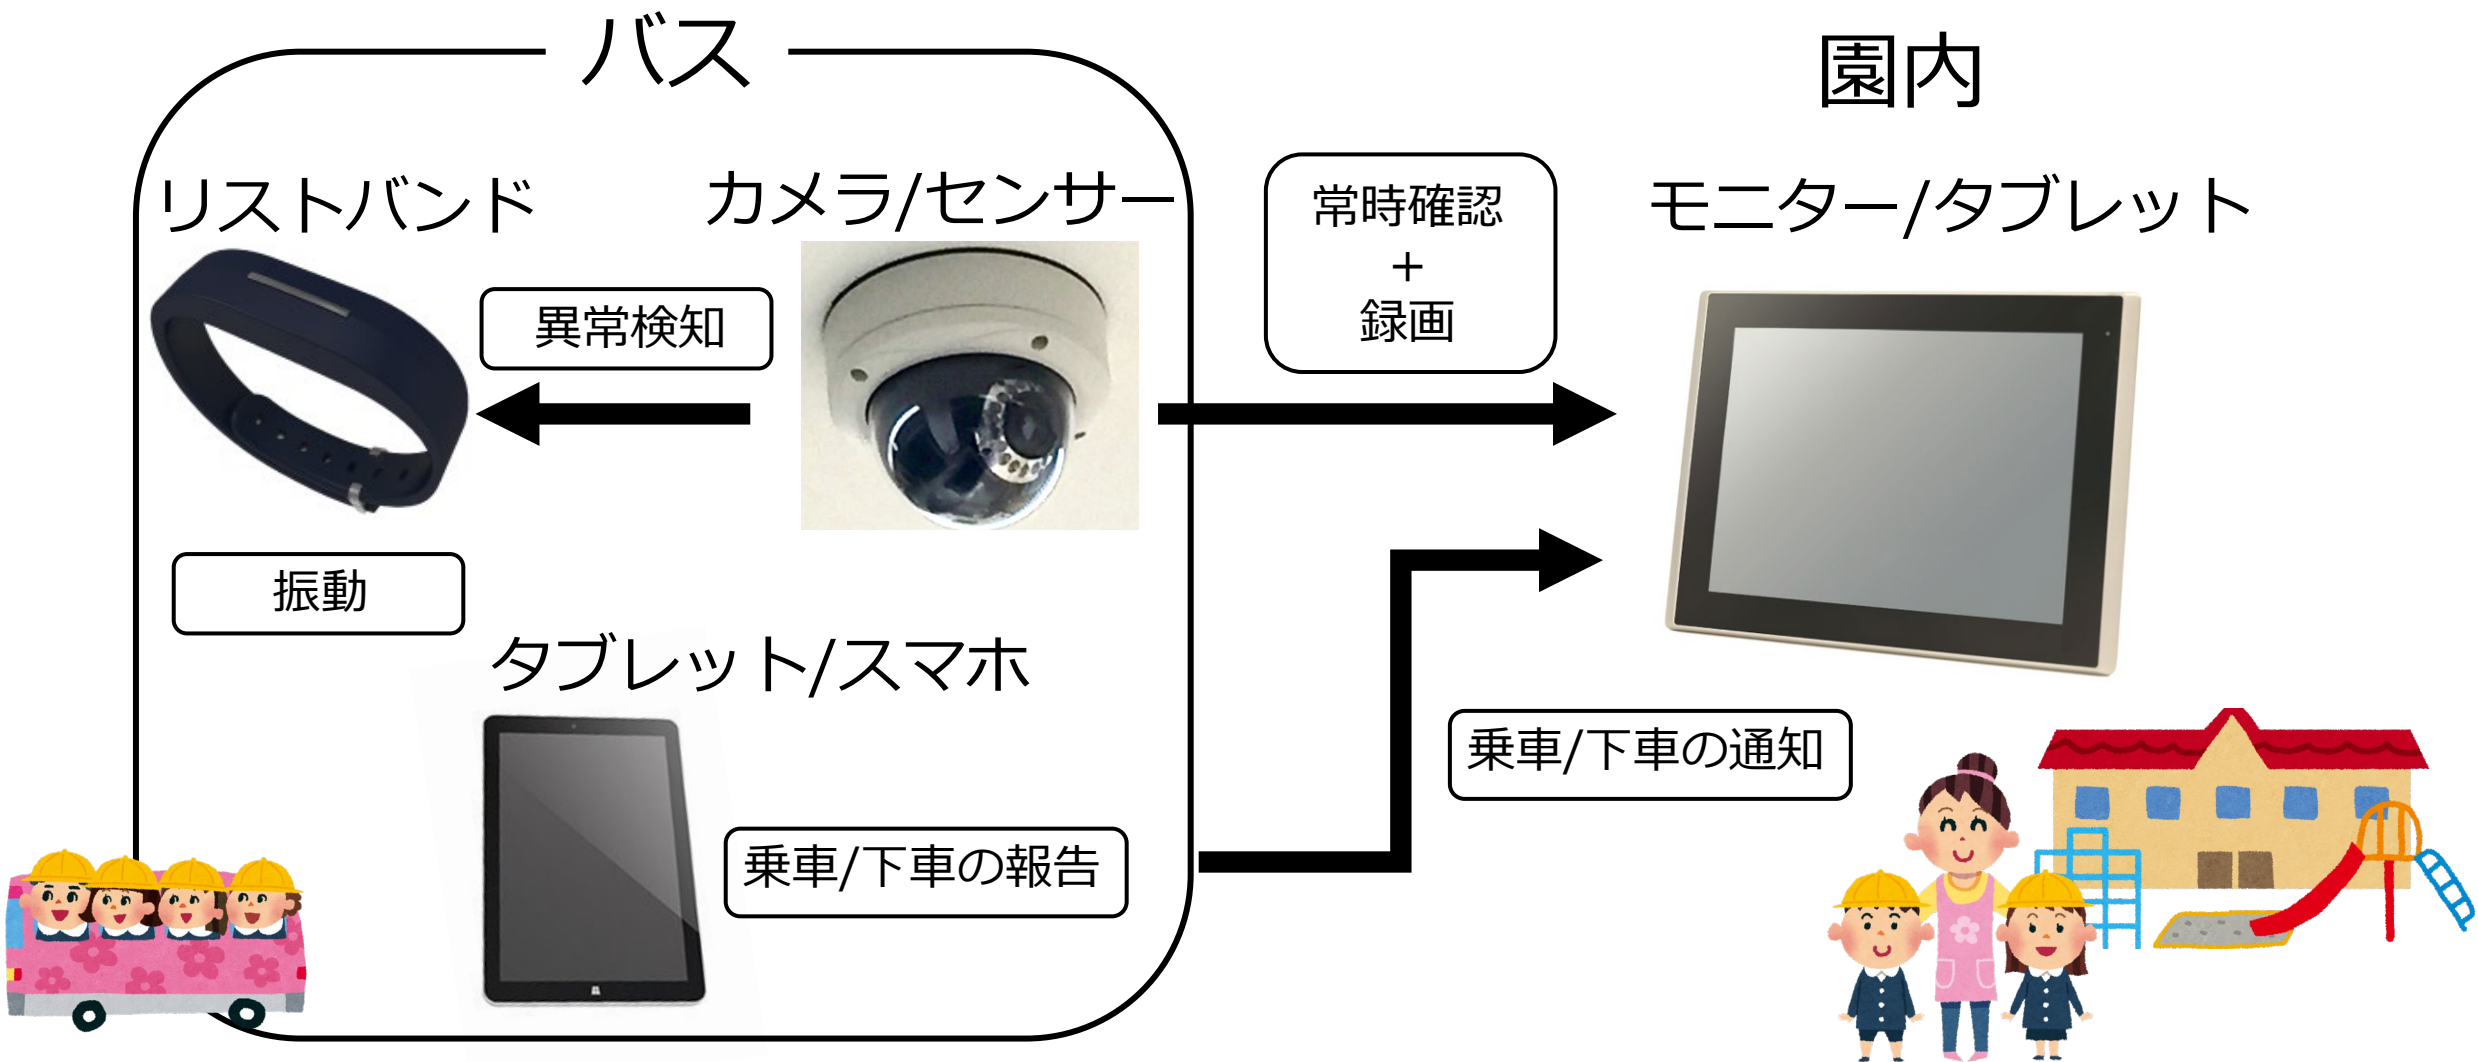 バス
園内
リストバンド
カメラ/センサー
常時確認
+
録画
モニター/タブレット
異常検知
振動
タブレット/スマホ
乗車/下車の通知
乗車/下車の報告